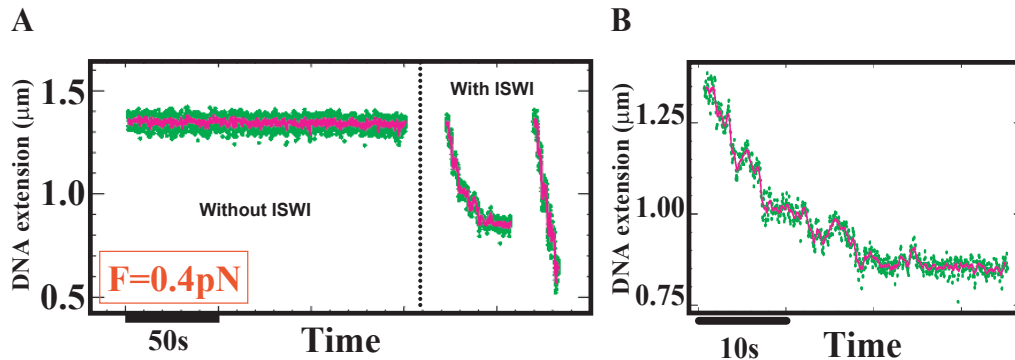 A
B
DNA extension (μm)
1.5
1.0
0.5
Without ISWI
With ISWI
F=0.4pN
50s
Time
DNA extension (μm)
1.25
1.00
0.75
10s
Time